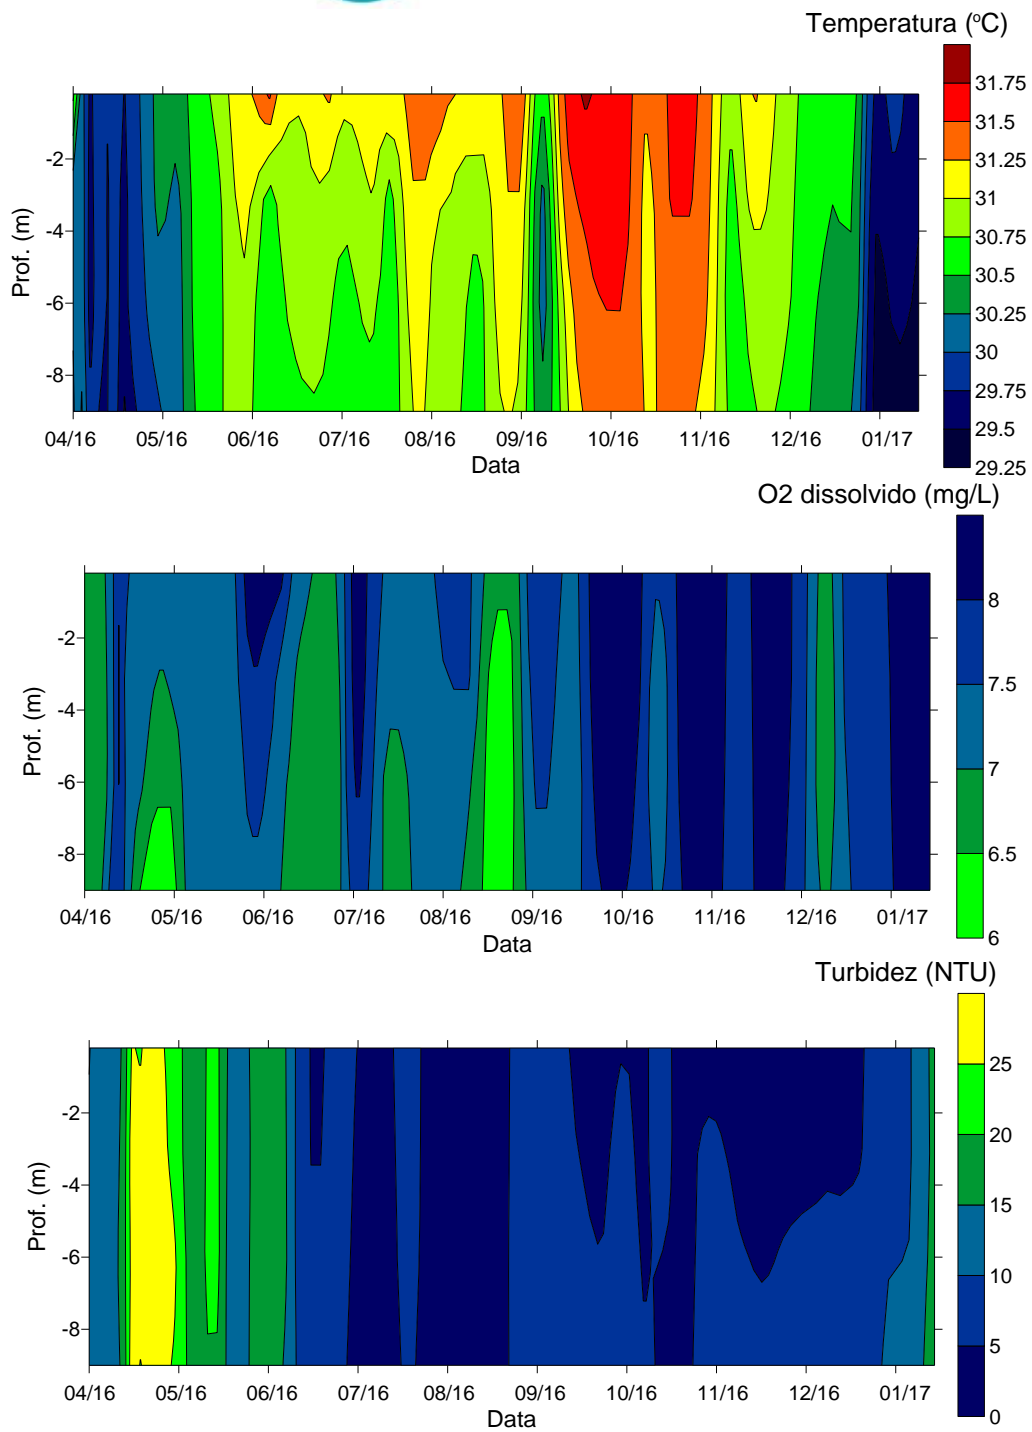 Temperatura (ºC)
31.75
31.5
31.25
31
30.75
30.5
30.25
30
29.75
29.5
29.25
Prof. (m)
-2
-4
-6
-8
04/16 05/16 06/16 07/16 08/16 09/16 10/16 11/16 12/16 01/17
Data
O2 dissolvido (mg/L)
8
7.5
7
6.5
6
Prof. (m)
-2
-4
-6
-8
04/16 05/16 06/16 07/16 08/16 09/16 10/16 11/16 12/16 01/17
Data
Turbidez (NTU)
25
20
15
10
5
0
Prof. (m)
-2
-4
-6
-8
04/16 05/16 06/16 07/16 08/16 09/16 10/16 11/16 12/16 01/17
Data